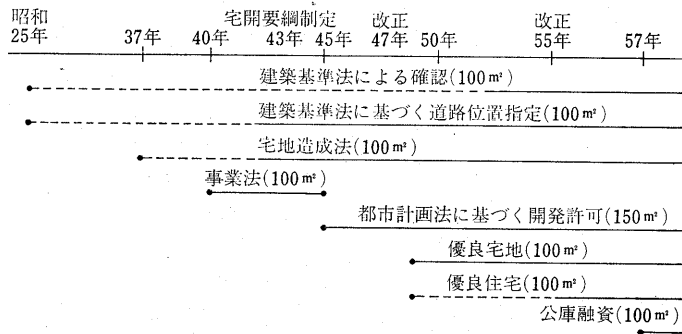 昭和 宅開要綱制定 改正 改正
25年 37年 40年 43年 45年 47年 50年 55年 57年
建築基準法による確認(100m²)
建築基準法に基づく道路位置指定(100m²)
宅地造成法(100m²)
事業法(100m²)
都市計画法に基づく開発許可(150m²)
優良宅地(100m²)
優良住宅(100m²)
公庫融資(100m²)